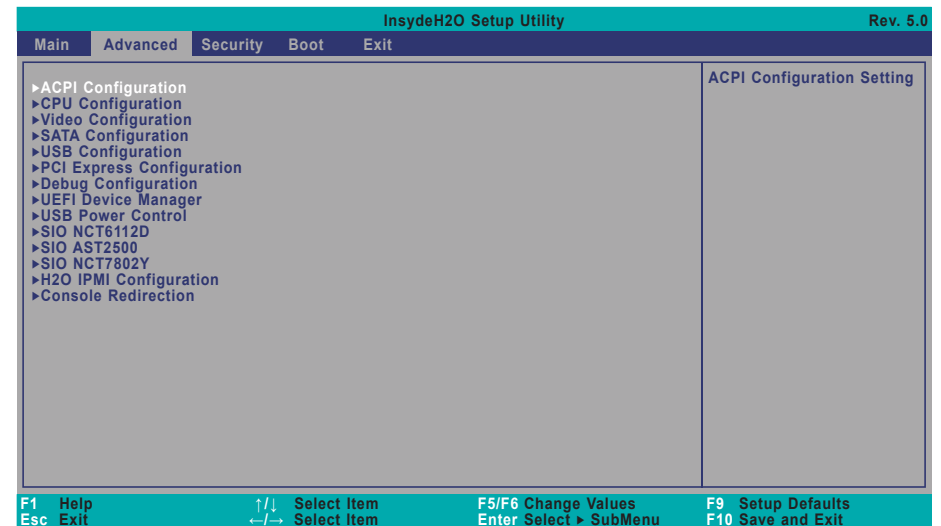 InsydeH2O Setup Utility Rev. 5.0
Main Advanced Security Boot Exit
▶ACPI Configuration
▶CPU Configuration
▶Video Configuration
▶SATA Configuration
▶USB Configuration
▶PCI Express Configuration
▶Debug Configuration
▶UEFI Device Manager
▶USB Power Control
▶SIO NCT6112D
▶SIO AST2500
▶SIO NCT7802Y
▶H2O IPMI Configuration
▶Console Redirection
ACPI Configuration Setting
F1 Help ↑/↓ Select Item F5/F6 Change Values F9 Setup Defaults
Esc Exit ←/→ Select Item Enter Select ▶ SubMenu F10 Save and Exit